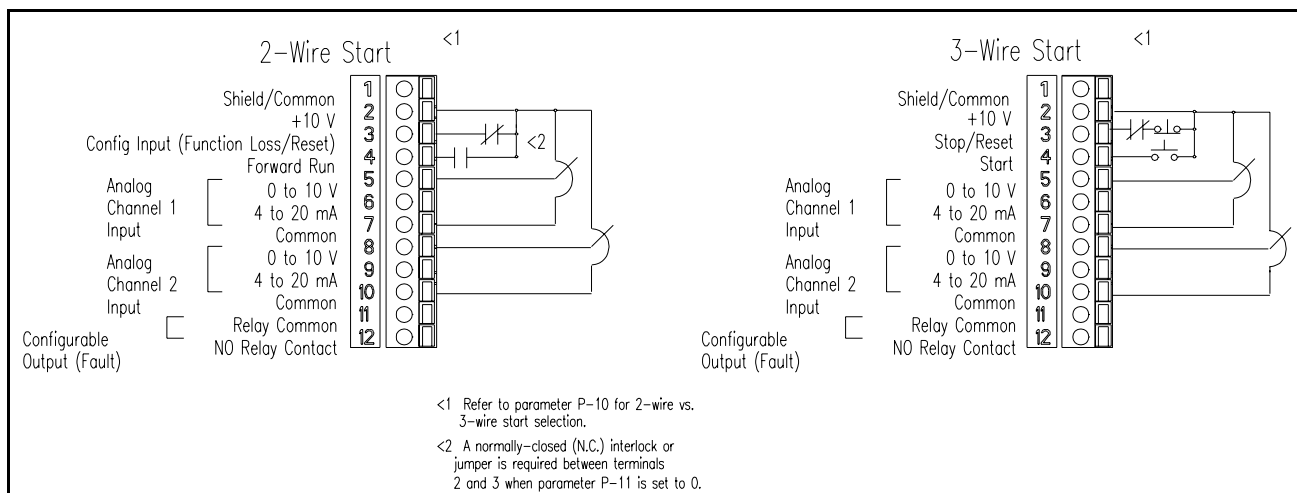 2-Wire Start <1
Shield/Common 1
+10 V 2
Config Input (Function Loss/Reset) 3
Forward Run 4
Analog Channel 1 Input
0 to 10 V 5
4 to 20 mA 6
Common 7
Analog Channel 2 Input
0 to 10 V 8
4 to 20 mA 9
Common 10
Configurable Output (Fault)
Relay Common 11
NO Relay Contact 12
<2
3-Wire Start <1
Shield/Common 1
+10 V 2
Stop/Reset 3
Start 4
Analog Channel 1 Input
0 to 10 V 5
4 to 20 mA 6
Common 7
Analog Channel 2 Input
0 to 10 V 8
4 to 20 mA 9
Common 10
Configurable Output (Fault)
Relay Common 11
NO Relay Contact 12
<1 Refer to parameter P-10 for 2-wire vs.
3-wire start selection.
<2 A normally-closed (N.C.) interlock or
jumper is required between terminals
2 and 3 when parameter P-11 is set to 0.